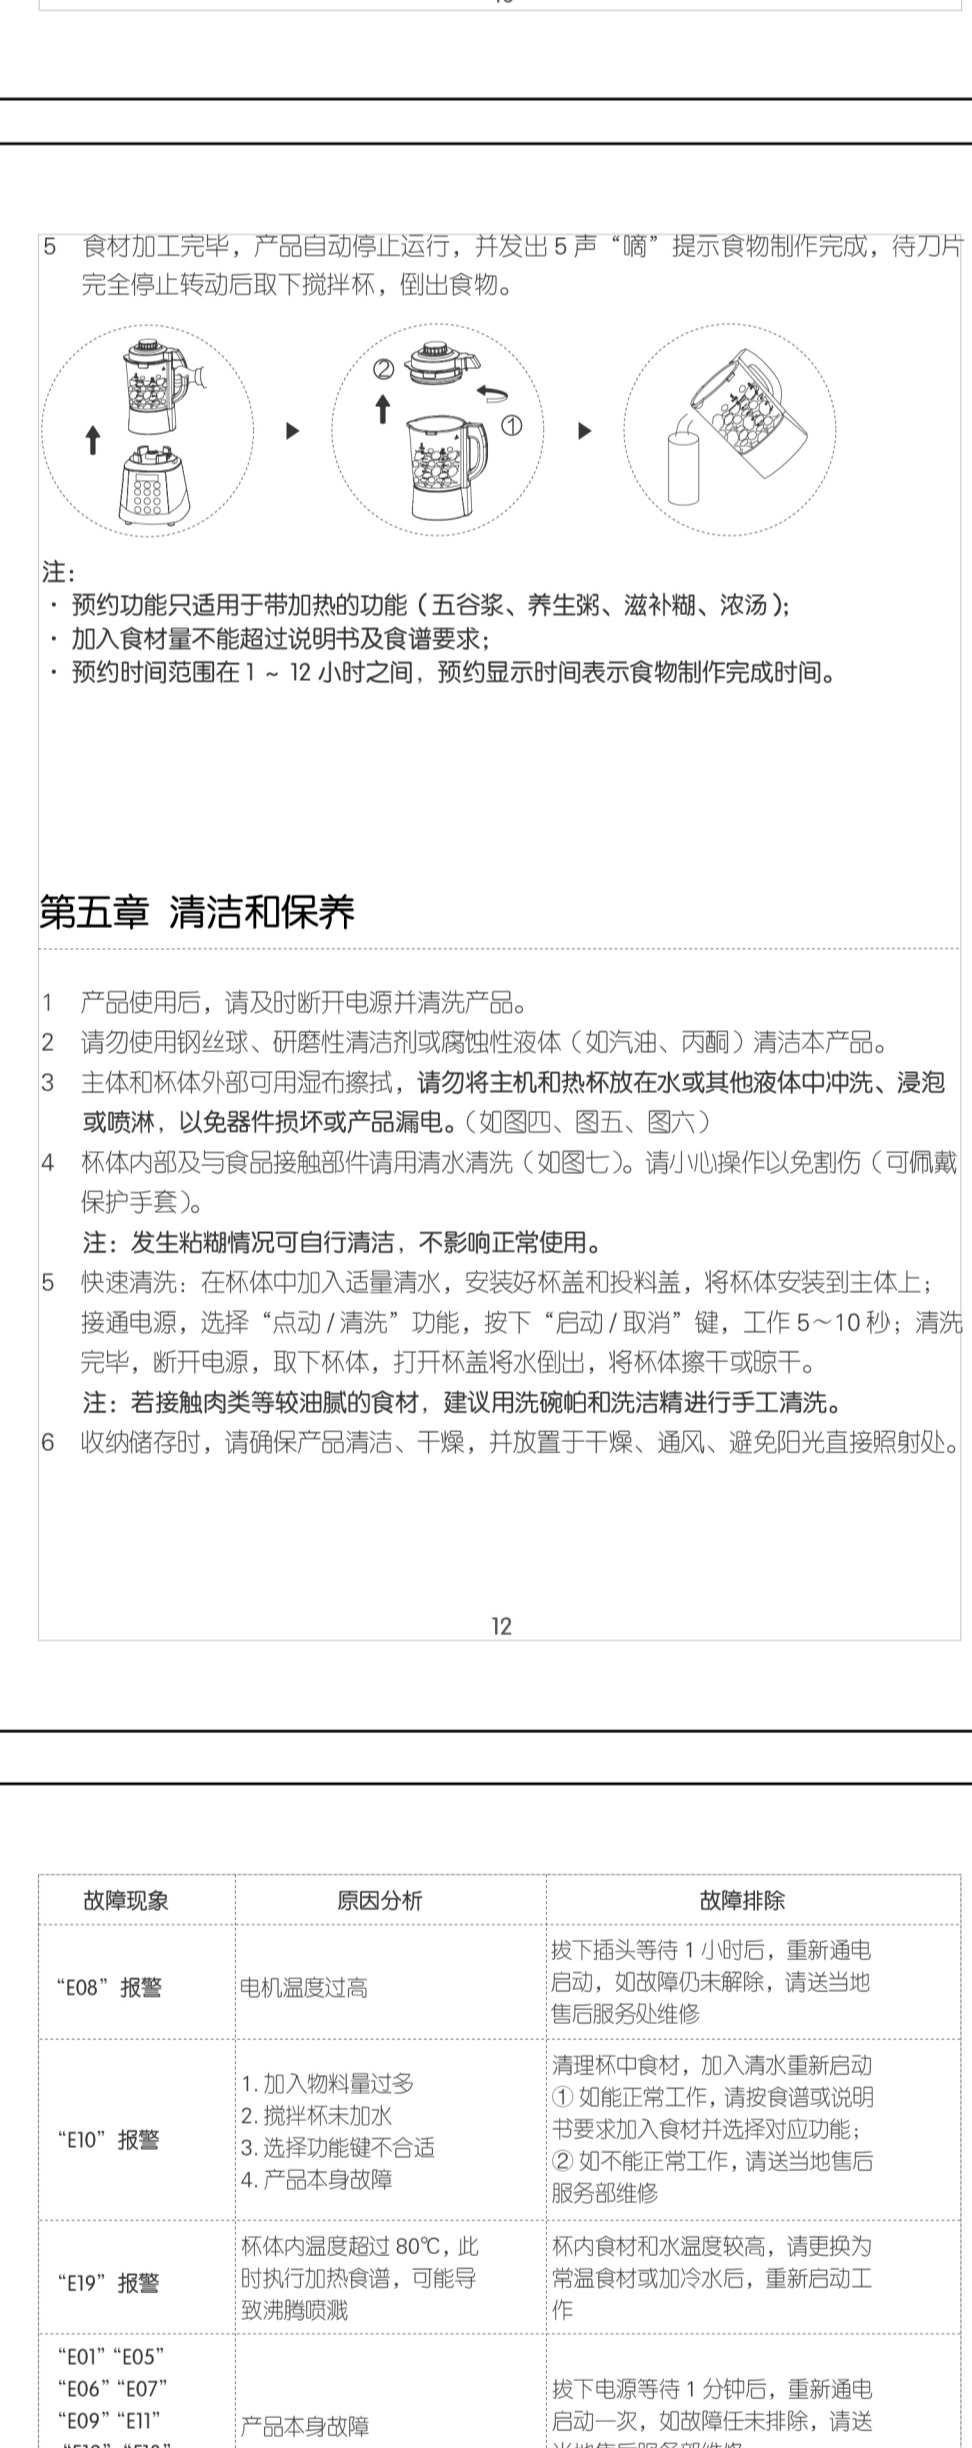 5 食材加工完毕，产品自动停止运行，并发出 5 声“嘀”提示食物制作完成，待刀片
完全停止转动后取下搅拌杯，倒出食物。
②
①
注：
· 预约功能只适用于带加热的功能（五谷浆、养生粥、滋补糊、浓汤）；
· 加入食材量不能超过说明书及食谱要求；
· 预约时间范围在 1 ~ 12 小时之间，预约显示时间表示食物制作完成时间。
第五章 清洁和保养
1 产品使用后，请及时断开电源并清洗产品。
2 请勿使用钢丝球、研磨性清洁剂或腐蚀性液体（如汽油、丙酮）清洁本产品。
3 主体和杯体外部可用湿布擦拭，请勿将主机和热杯放在水或其他液体中冲洗、浸泡
或喷淋，以免器件损坏或产品漏电。（如图四、图五、图六）
4 杯体内部及与食品接触部件请用清水清洗（如图七）。请小心操作以免割伤（可佩戴
保护手套）。
注：发生粘糊情况可自行清洁，不影响正常使用。
5 快速清洗：在杯体中加入适量清水，安装好杯盖和投料盖，将杯体安装到主体上；
接通电源，选择“点动 / 清洗”功能，按下“启动 / 取消”键，工作 5～10 秒；清洗
完毕，断开电源，取下杯体，打开杯盖将水倒出，将杯体擦干或晾干。
注：若接触肉类等较油腻的食材，建议用洗碗帕和洗洁精进行手工清洗。
6 收纳储存时，请确保产品清洁、干燥，并放置于干燥、通风、避免阳光直接照射处。
12
故障现象 原因分析 故障排除
“E08”报警
电机温度过高
拔下插头等待 1 小时后，重新通电
启动，如故障仍未解除，请送当地
售后服务处维修
“E10”报警
1. 加入物料量过多
2. 搅拌杯未加水
3. 选择功能键不合适
4. 产品本身故障
清理杯中食材，加入清水重新启动
① 如能正常工作，请按食谱或说明
书要求加入食材并选择对应功能；
② 如不能正常工作，请送当地售后
服务部维修
“E19”报警
杯体内温度超过 80℃，此
时执行加热食谱，可能导
致沸腾喷溅
杯内食材和水温度较高，请更换为
常温食材或加冷水后，重新启动工
作
“E01”“E05”
“E06”“E07”
“E09”“E11”
产品本身故障
拔下电源等待 1 分钟后，重新通电
启动一次，如故障任未排除，请送